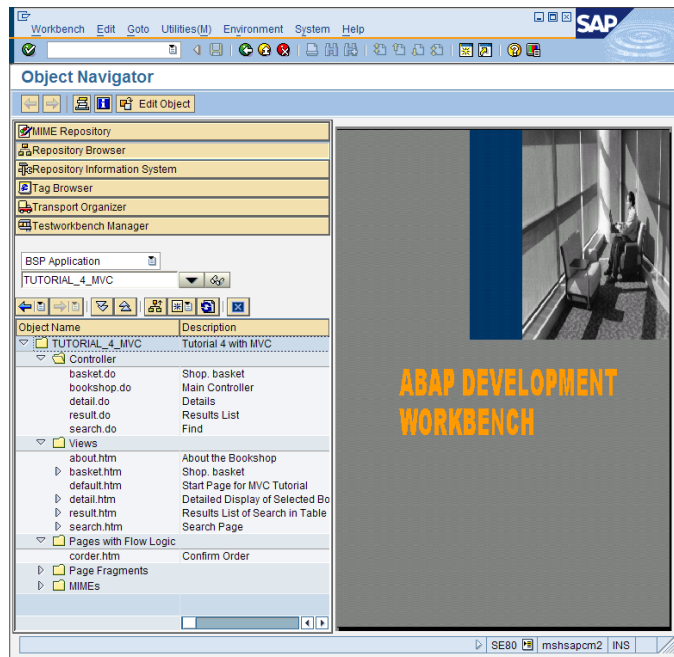 Workbench Edit Goto Utilities(M) Environment System Help
SAP
Object Navigator
Edit Object
MIME Repository
Repository Browser
Repository Information System
Tag Browser
Transport Organizer
Testworkbench Manager
BSP Application
TUTORIAL_4_MVC
Object Name Description
TUTORIAL_4_MVC Tutorial 4 with MVC
Controller
basket.do Shop. basket
bookshop.do Main Controller
detail.do Details
result.do Results List
search.do Find
Views
about.htm About the Bookshop
basket.htm Shop. basket
default.htm Start Page for MVC Tutorial
detail.htm Detailed Display of Selected Bo
result.htm Results List of Search in Table
search.htm Search Page
Pages with Flow Logic
corder.htm Confirm Order
Page Fragments
MIMEs
ABAP DEVELOPMENT
WORKBENCH
SE80 mshsapcm2 INS